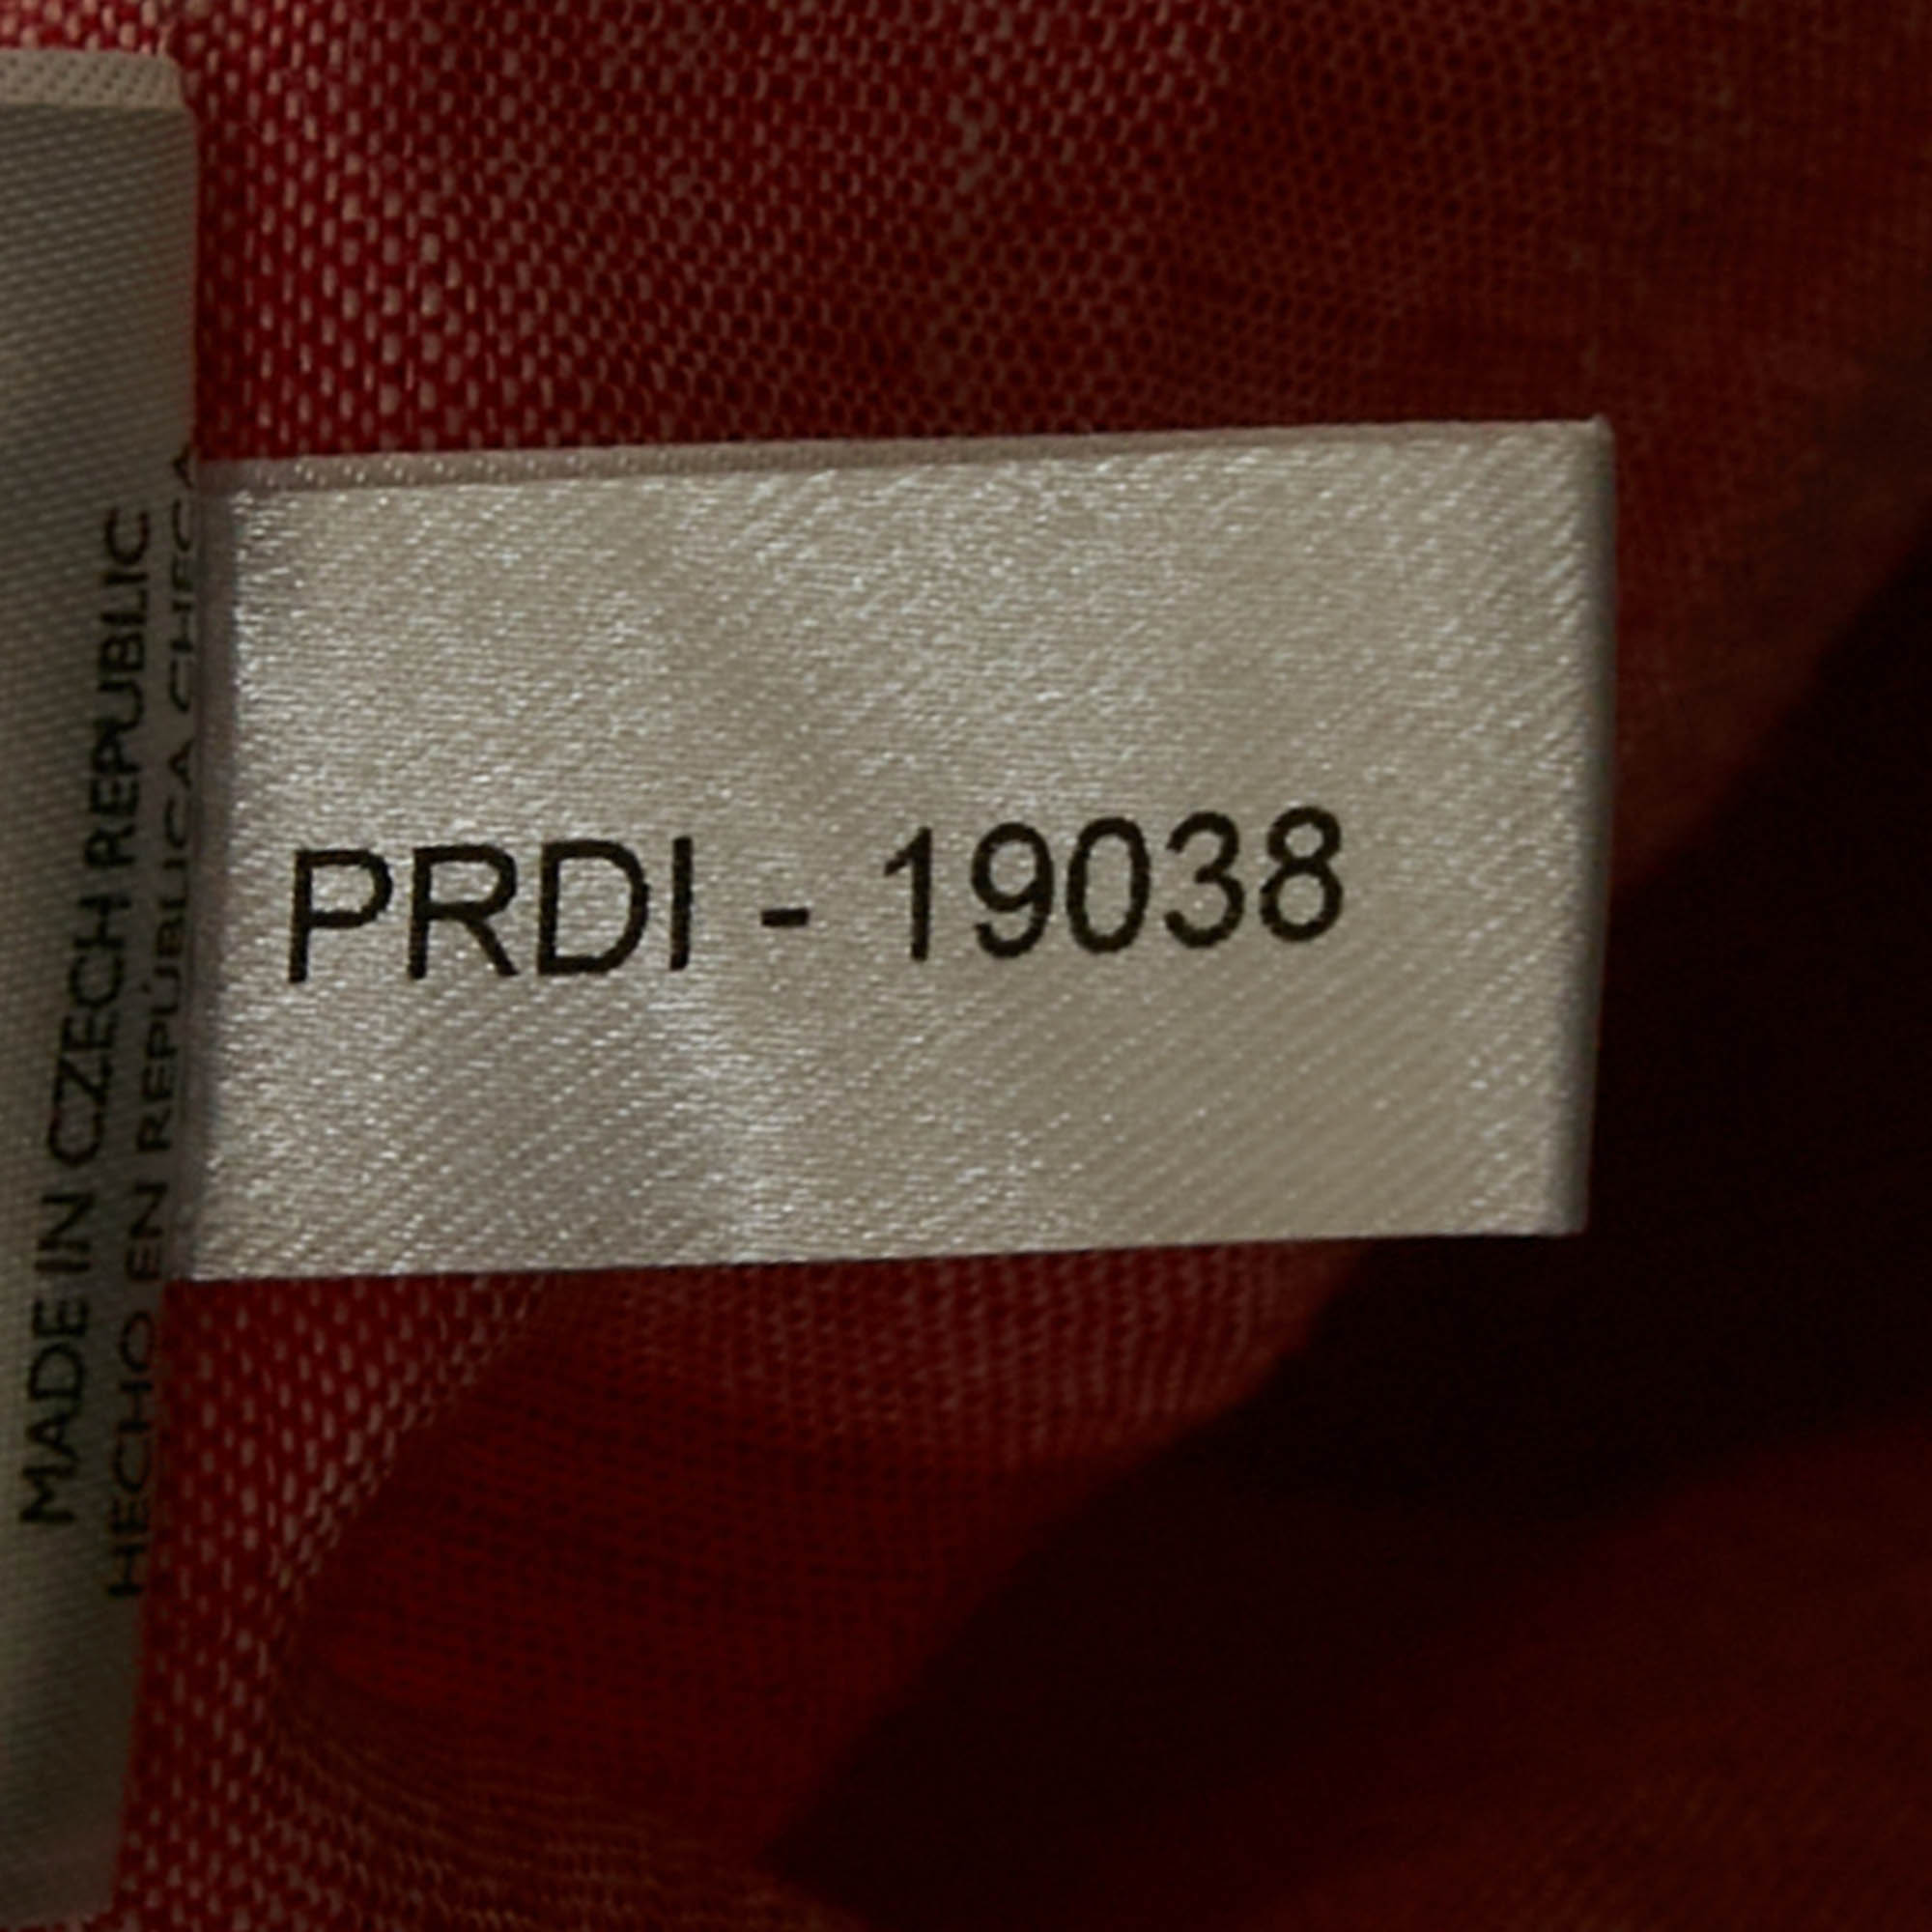 MADE IN CZECH REPUBLIC
HECHO EN REPÚBLICA CHECA
PRDI - 19038